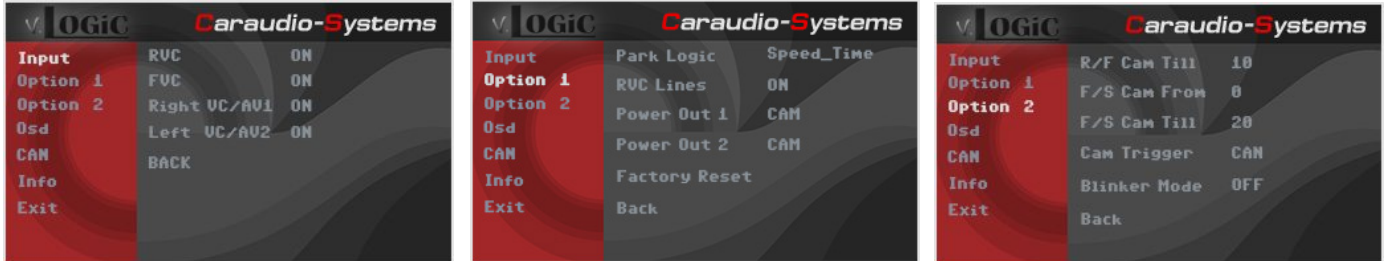 V.LOGiC Caraudio-Systems
Input RVC ON
Option 1 FVC ON
Option 2 Right VC/AV1 ON
Osd Left VC/AV2 ON
CAN BACK
Info
Exit
V.LOGiC Caraudio-Systems
Input Park Logic Speed_Time
Option 1 RVC Lines ON
Option 2 Power Out 1 CAM
Osd Power Out 2 CAM
CAN
Info Factory Reset
Exit Back
V.LOGiC Caraudio-Systems
Input R/F Cam Till 10
Option 1 F/S Cam From 0
Option 2 F/S Cam Till 20
Osd
CAN Cam Trigger CAN
Info Blinker Mode OFF
Exit Back